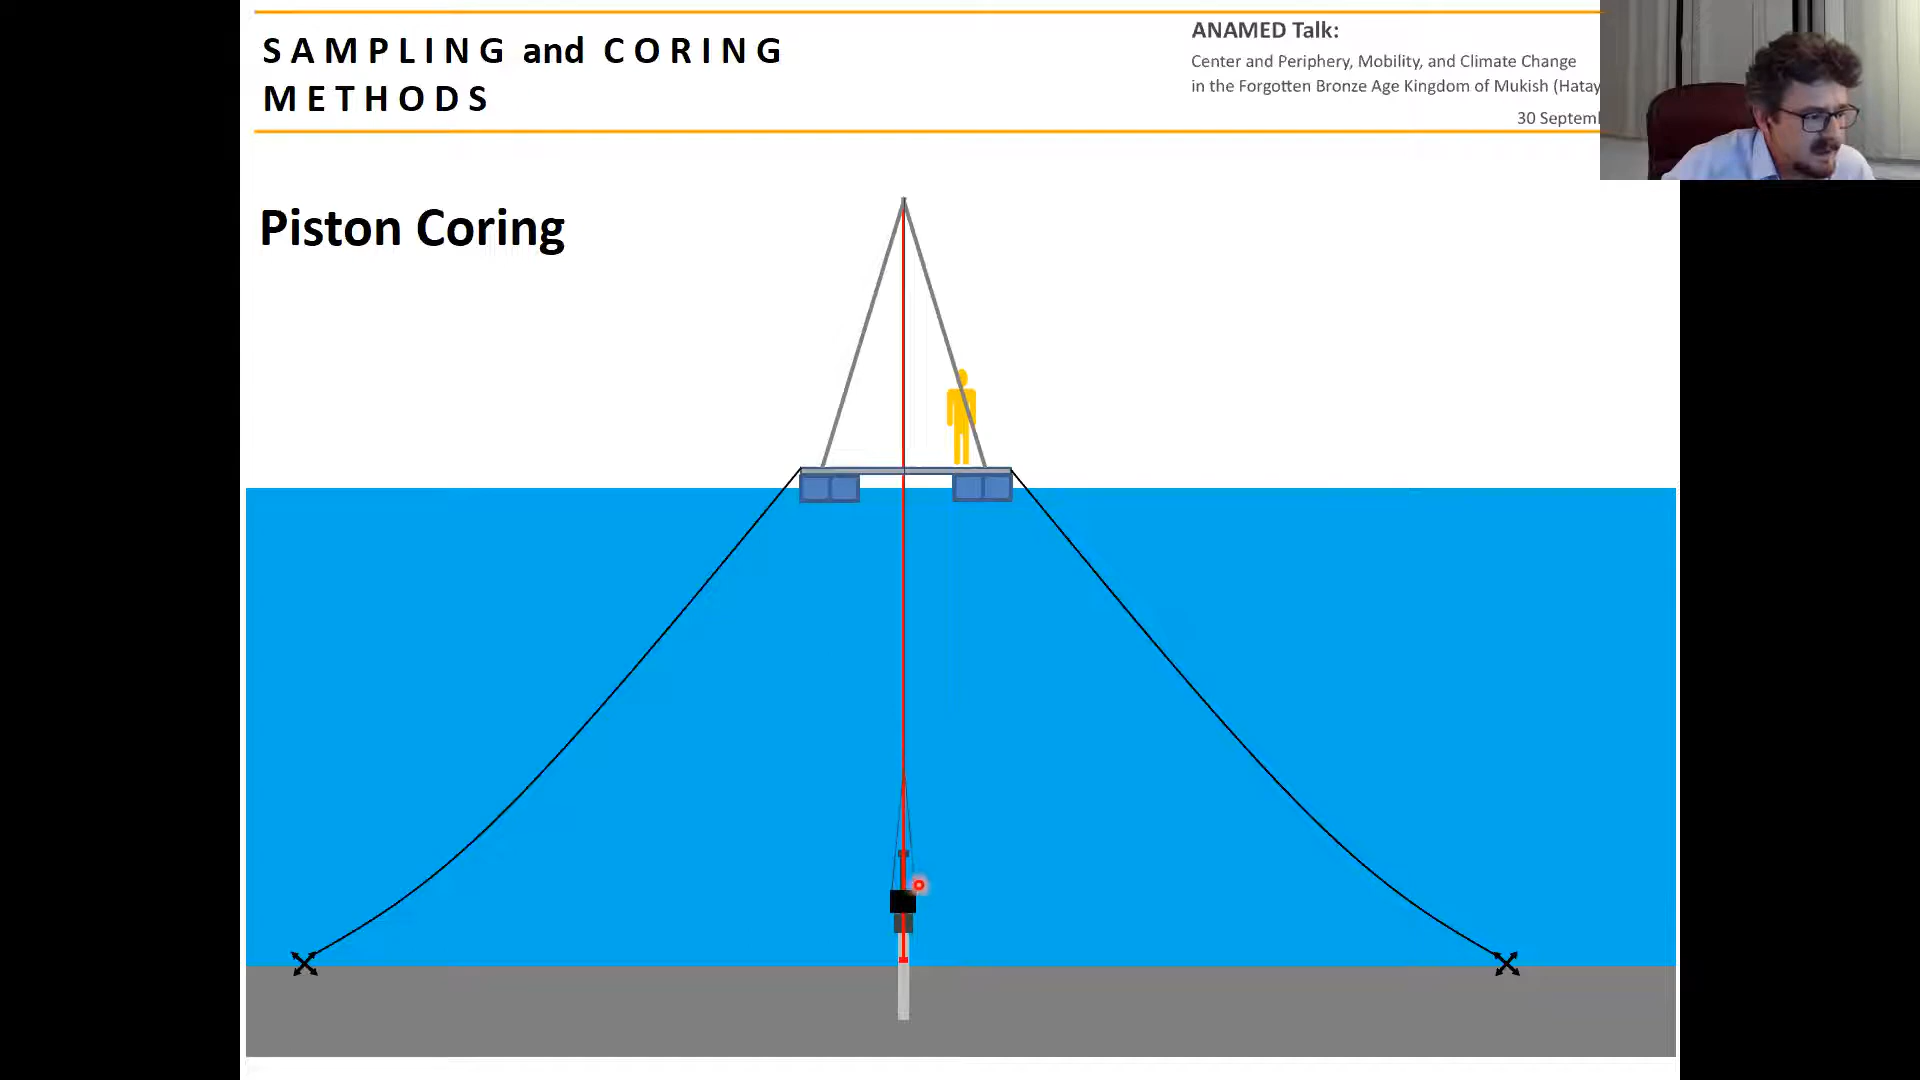 SAMPLING and CORING
METHODS
ANAMED Talk:
Center and Periphery, Mobility, and Climate Change
in the Forgotten Bronze Age Kingdom of Mukish (Hatay
30 Septem
Piston Coring